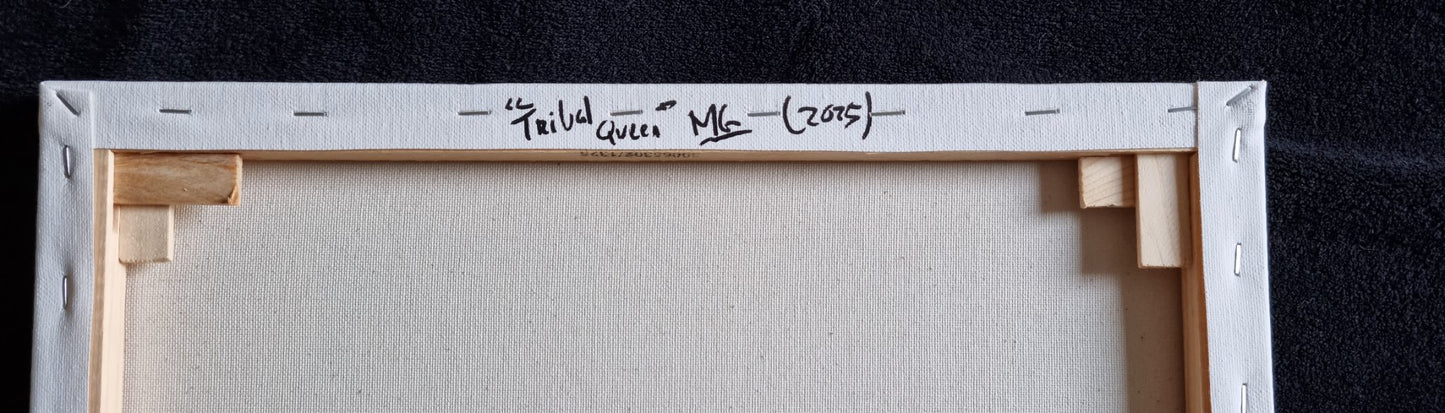 "Tribal Queen" MG (2025)